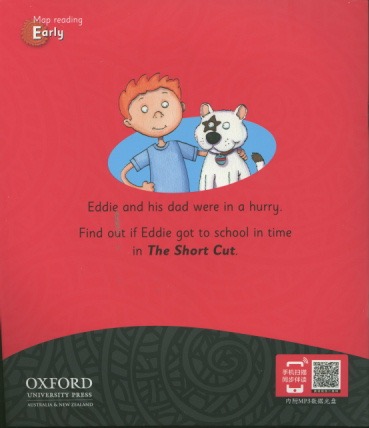 Map reading
Early
Eddie and his dad were in a hurry.
Find out if Eddie got to school in time
in The Short Cut.
OXFORD
UNIVERSITY PRESS
AUSTRALIA & NEW ZEALAND
手机扫描
同步伴读
内附MP3收藏光盘